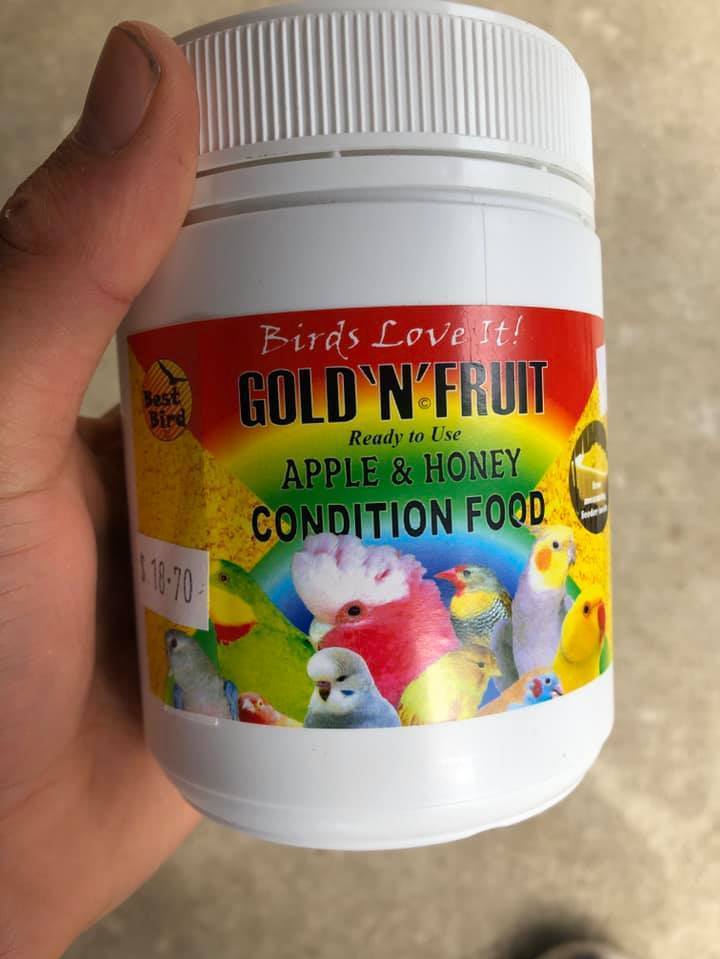 Birds Love It!
GOLD 'N' FRUIT
©
Ready to Use
APPLE & HONEY
CONDITION FOOD
Best
Bird
$ 18.70